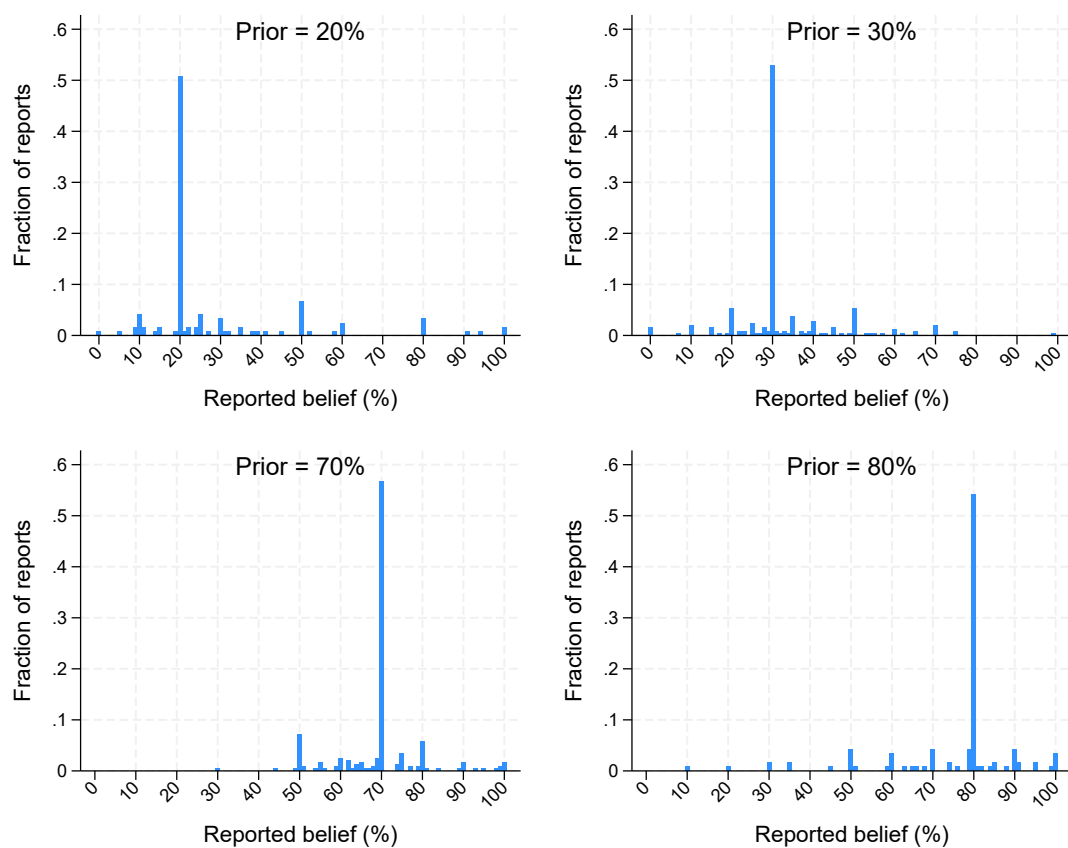 Prior = 20%
Fraction of reports
.6
.5
.4
.3
.2
.1
0
0 10 20 30 40 50 60 70 80 90 100
Reported belief (%)
Prior = 30%
Fraction of reports
.6
.5
.4
.3
.2
.1
0
0 10 20 30 40 50 60 70 80 90 100
Reported belief (%)
Prior = 70%
Fraction of reports
.6
.5
.4
.3
.2
.1
0
0 10 20 30 40 50 60 70 80 90 100
Reported belief (%)
Prior = 80%
Fraction of reports
.6
.5
.4
.3
.2
.1
0
0 10 20 30 40 50 60 70 80 90 100
Reported belief (%)